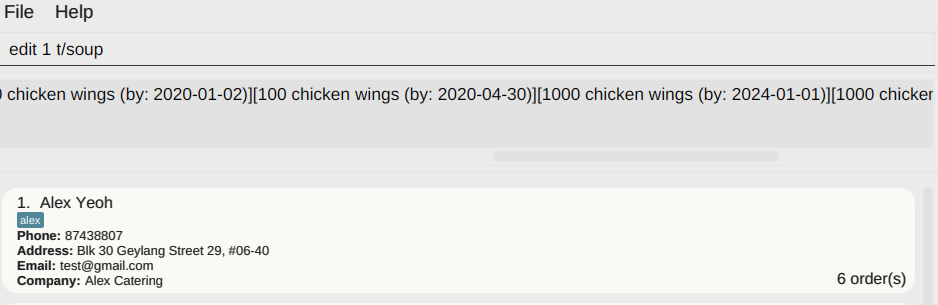 File Help
edit 1 t/soup
chicken wings (by: 2020-01-02)][100 chicken wings (by: 2020-04-30)][1000 chicken wings (by: 2024-01-01)][1000
1. Alex Yeoh
alex
Phone: 87438807
Address: Blk 30 Geylang Street 29, #06-40
Email: test@gmail.com
Company: Alex Catering
6 order(s)